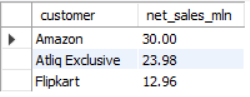 customer net_sales_mln
Amazon 30.00
Atliq Exclusive 23.98
Flipkart 12.96